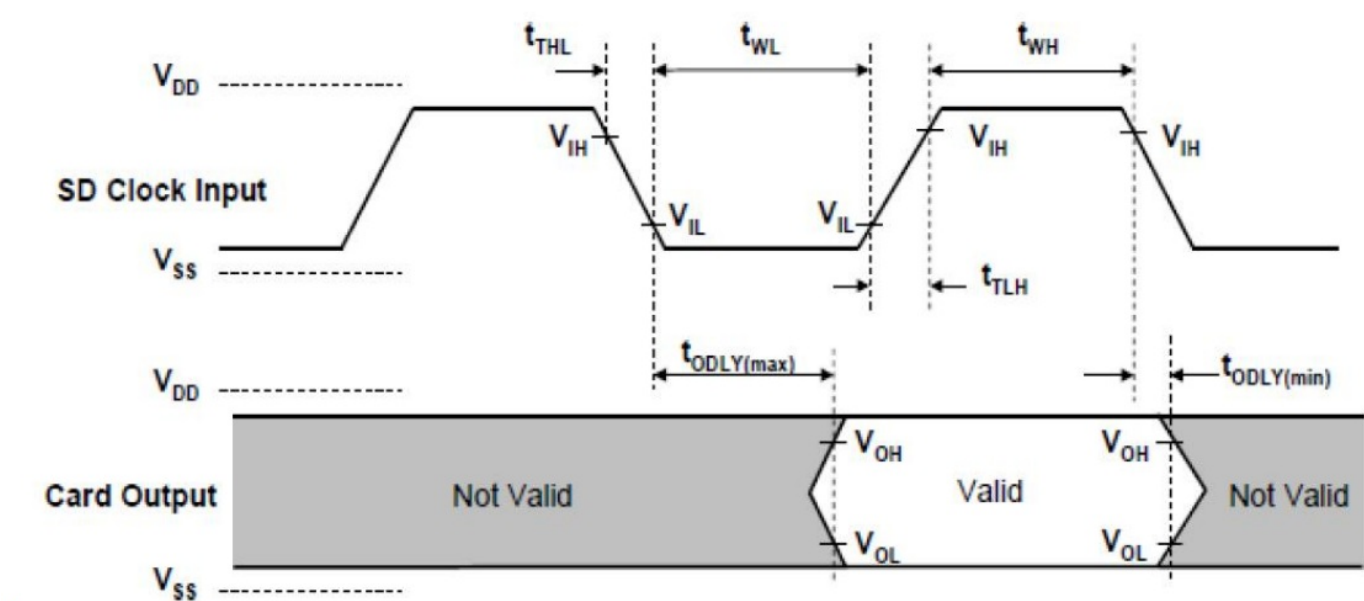 t_THL t_WL t_WH
V_DD
V_IH V_IH V_IH
SD Clock Input
V_IL V_IL
V_SS
t_TLH
t_ODLY(max) t_ODLY(min)
V_DD
V_OH V_OH
Card Output Not Valid Valid Not Valid
V_OL V_OL
V_SS